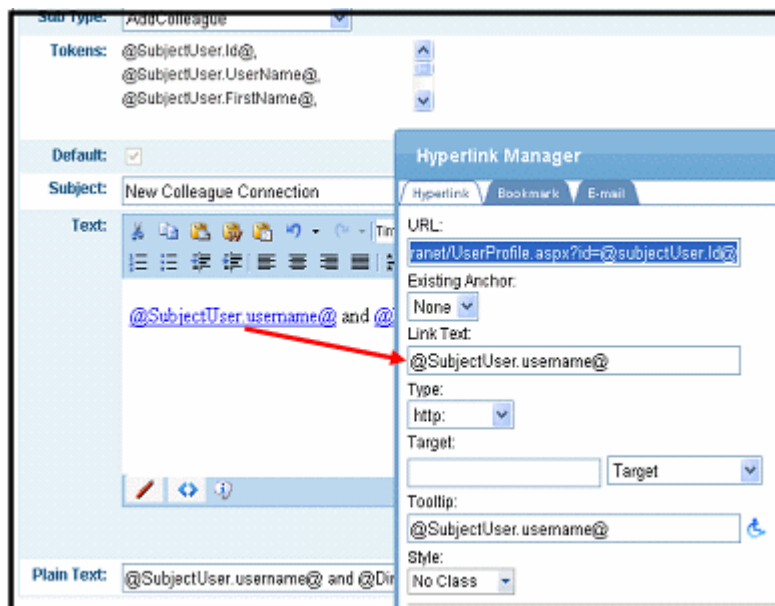 Sub Type: AddColleague
Tokens: @SubjectUser.Id@,
@SubjectUser.UserName@,
@SubjectUser.FirstName@,
Default:
Subject: New Colleague Connection
Text:
@SubjectUser.username@ and @
Plain Text: @SubjectUser.username@ and @Dir
Hyperlink Manager
Hyperlink Bookmark E-mail
URL:
ranet/UserProfile.aspx?id=@subjectUser.Id@
Existing Anchor:
None
Link Text:
@SubjectUser.username@
Type:
http:
Target:
Target
Tooltip:
@SubjectUser.username@
Style:
No Class